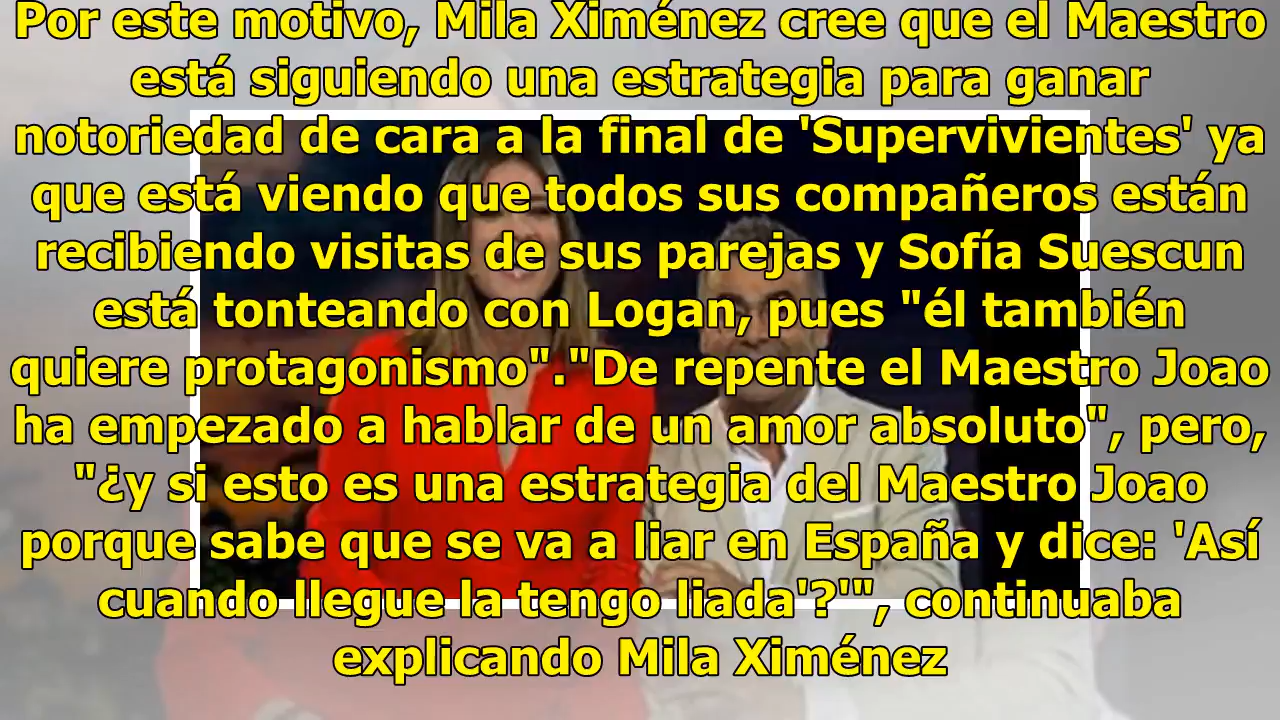 Por este motivo, Mila Ximénez cree que el Maestro
está siguiendo una estrategia para ganar
notoriedad de cara a la final de 'Supervivientes' ya
que está viendo que todos sus compañeros están
recibiendo visitas de sus parejas y Sofía Suescun
está tonteando con Logan, pues "él también
quiere protagonismo"."De repente el Maestro Joao
ha empezado a hablar de un amor absoluto", pero,
"¿y si esto es una estrategia del Maestro Joao
porque sabe que se va a liar en España y dice: 'Así
cuando llegue la tengo liada'?'", continuaba
explicando Mila Ximénez